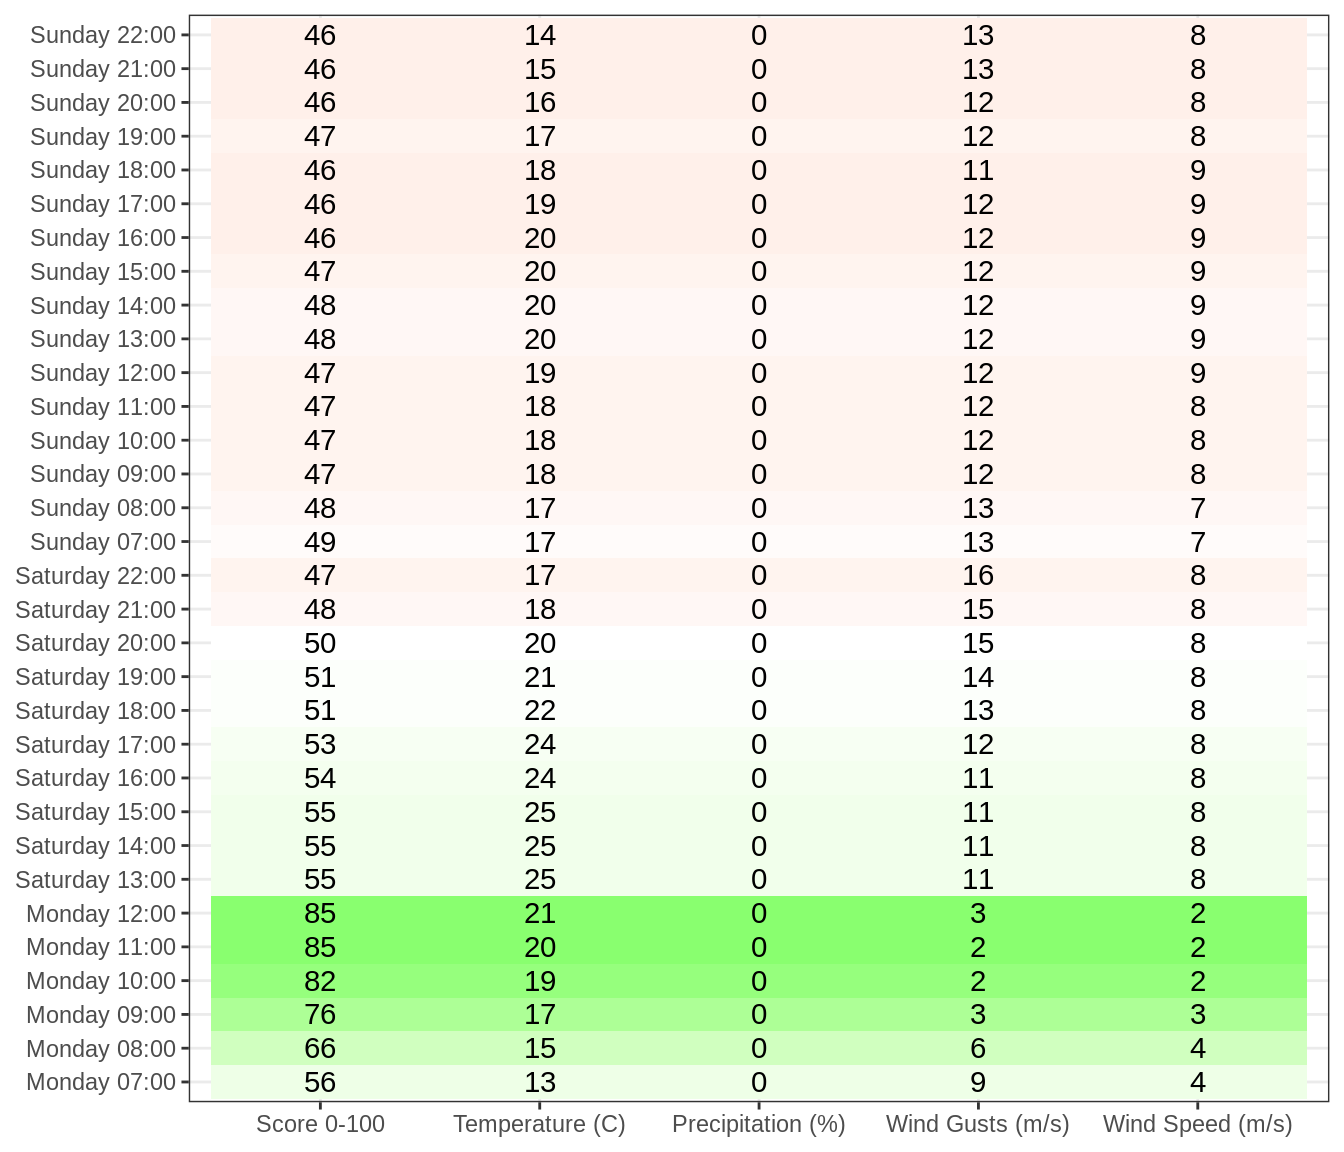 Sunday 22:00 46 14 0 13 8
Sunday 21:00 46 15 0 13 8
Sunday 20:00 46 16 0 12 8
Sunday 19:00 47 17 0 12 8
Sunday 18:00 46 18 0 11 9
Sunday 17:00 46 19 0 12 9
Sunday 16:00 46 20 0 12 9
Sunday 15:00 47 20 0 12 9
Sunday 14:00 48 20 0 12 9
Sunday 13:00 48 20 0 12 9
Sunday 12:00 47 19 0 12 9
Sunday 11:00 47 18 0 12 8
Sunday 10:00 47 18 0 12 8
Sunday 09:00 47 18 0 12 8
Sunday 08:00 48 17 0 13 7
Sunday 07:00 49 17 0 13 7
Saturday 22:00 47 17 0 16 8
Saturday 21:00 48 18 0 15 8
Saturday 20:00 50 20 0 15 8
Saturday 19:00 51 21 0 14 8
Saturday 18:00 51 22 0 13 8
Saturday 17:00 53 24 0 12 8
Saturday 16:00 54 24 0 11 8
Saturday 15:00 55 25 0 11 8
Saturday 14:00 55 25 0 11 8
Saturday 13:00 55 25 0 11 8
Monday 12:00 85 21 0 3 2
Monday 11:00 85 20 0 2 2
Monday 10:00 82 19 0 2 2
Monday 09:00 76 17 0 3 3
Monday 08:00 66 15 0 6 4
Monday 07:00 56 13 0 9 4
Score 0-100 Temperature (C) Precipitation (%) Wind Gusts (m/s) Wind Speed (m/s)